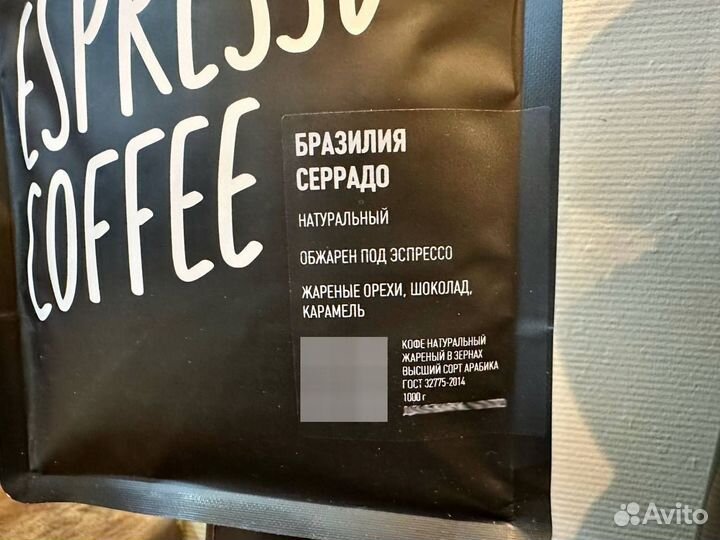 ESPRESSO
COFFEE
БРАЗИЛИЯ
СЕРРАДО
НАТУРАЛЬНЫЙ
ОБЖАРЕН ПОД ЭСПРЕССО
ЖАРЕНЫЕ ОРЕХИ, ШОКОЛАД,
КАРАМЕЛЬ
КОФЕ НАТУРАЛЬНЫЙ
ЖАРЕНЫЙ В ЗЕРНАХ
ВЫСШИЙ СОРТ АРАБИКА
ГОСТ 32775-2014
1000 г
Avito